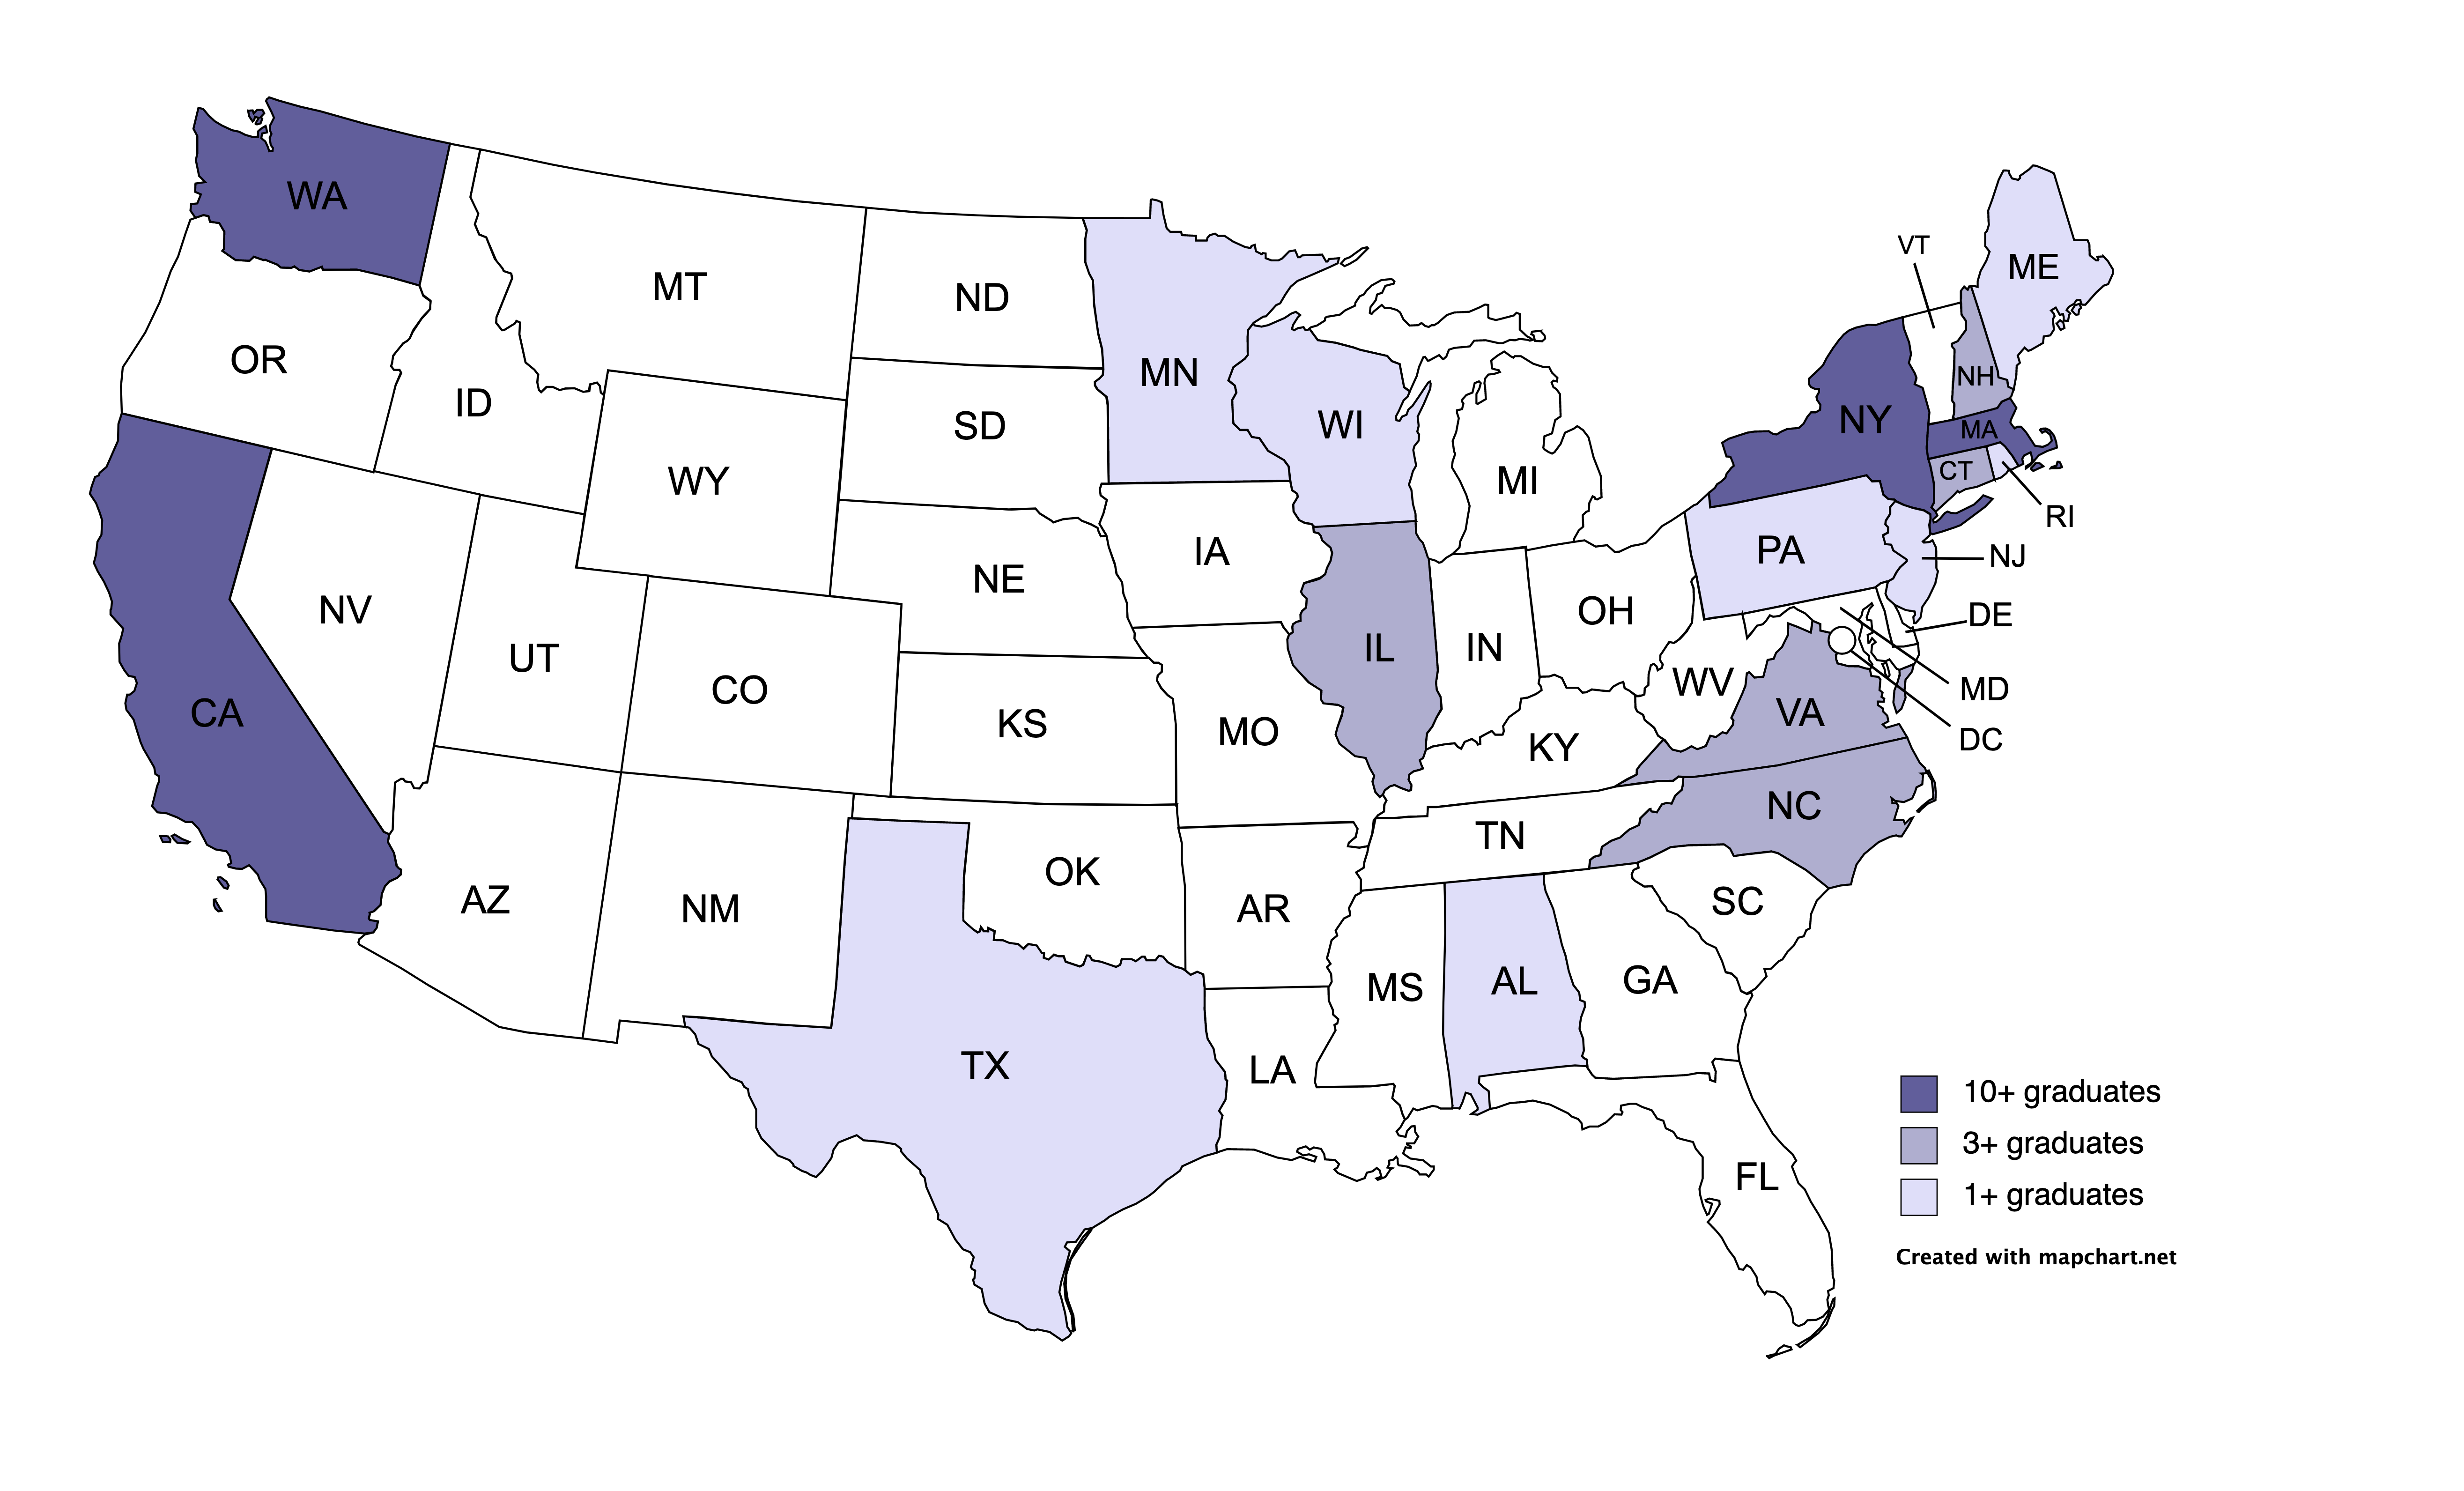 WA
OR
CA
ID
NV
MT
WY
UT
CO
AZ
NM
ND
SD
NE
KS
OK
TX
MN
IA
MO
AR
LA
WI
IL
MI
IN
OH
KY
TN
MS
AL
GA
FL
SC
NC
VA
WV
PA
NY
VT
NH
ME
MA
CT
RI
NJ
DE
MD
DC
10+ graduates
3+ graduates
1+ graduates
Created with mapchart.net